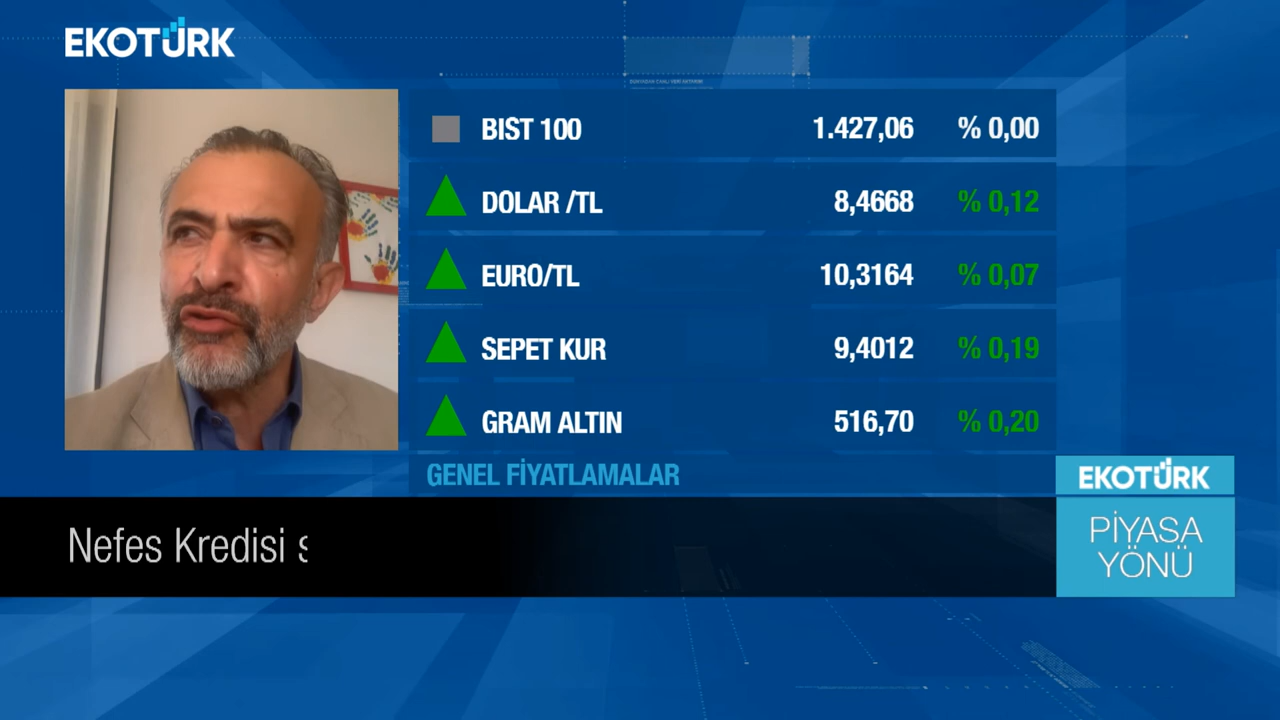 EKOTÜRK
BIST 100 1.427,06 % 0,00
DOLAR /TL 8,4668 % 0,12
EURO/TL 10,3164 % 0,07
SEPET KUR 9,4012 % 0,19
GRAM ALTIN 516,70 % 0,20
GENEL FİYATLAMALAR
EKOTÜRK
PİYASA
YÖNÜ
Nefes Kredisi s